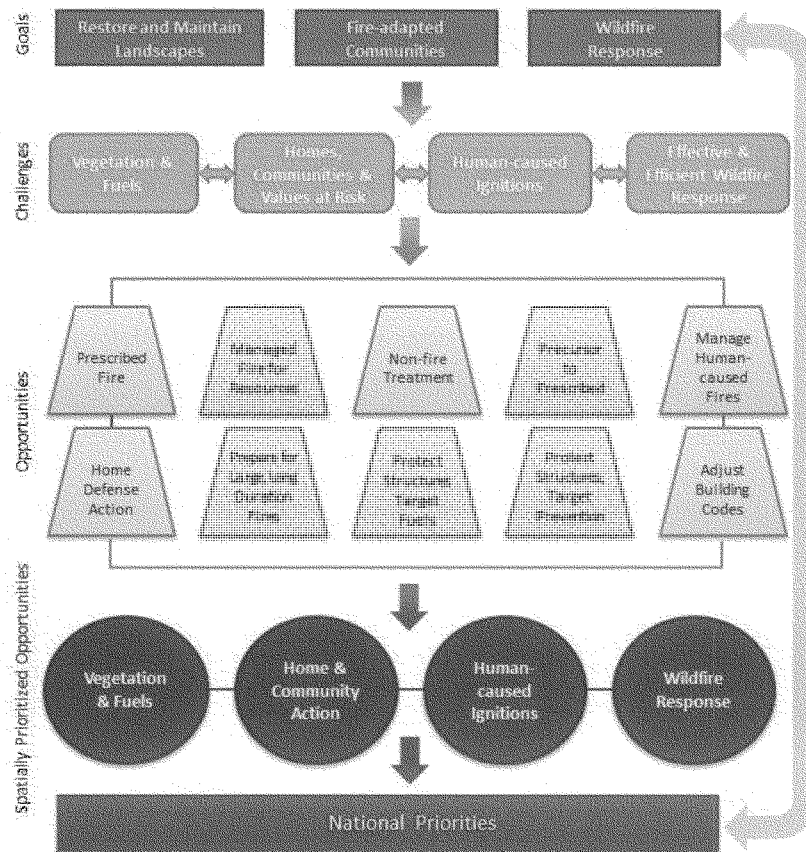 Goals
Restore and Maintain
Landscapes
Fire-adapted
Communities
Wildfire
Response
Challenges
Vegetation &
Fuels
Homes,
Communities &
Values at Risk
Human-caused
Ignitions
Effective &
Efficient Wildfire
Response
Opportunities
Prescribed
Fire
Managed
Fire for
Resources
Non-fire
Treatment
Precursor
to
Prescribed
Manage
Human-
caused
Fires
Home
Defense
Action
Prepare for
Large, Long
Duration
Fires
Protect
Structures,
Target
Fuels
Protect
Structures,
Target
Prevention
Adjust
Building
Codes
Spatially Prioritized Opportunities
Vegetation
& Fuels
Home &
Community
Action
Human-
caused
Ignitions
Wildfire
Response
National Priorities